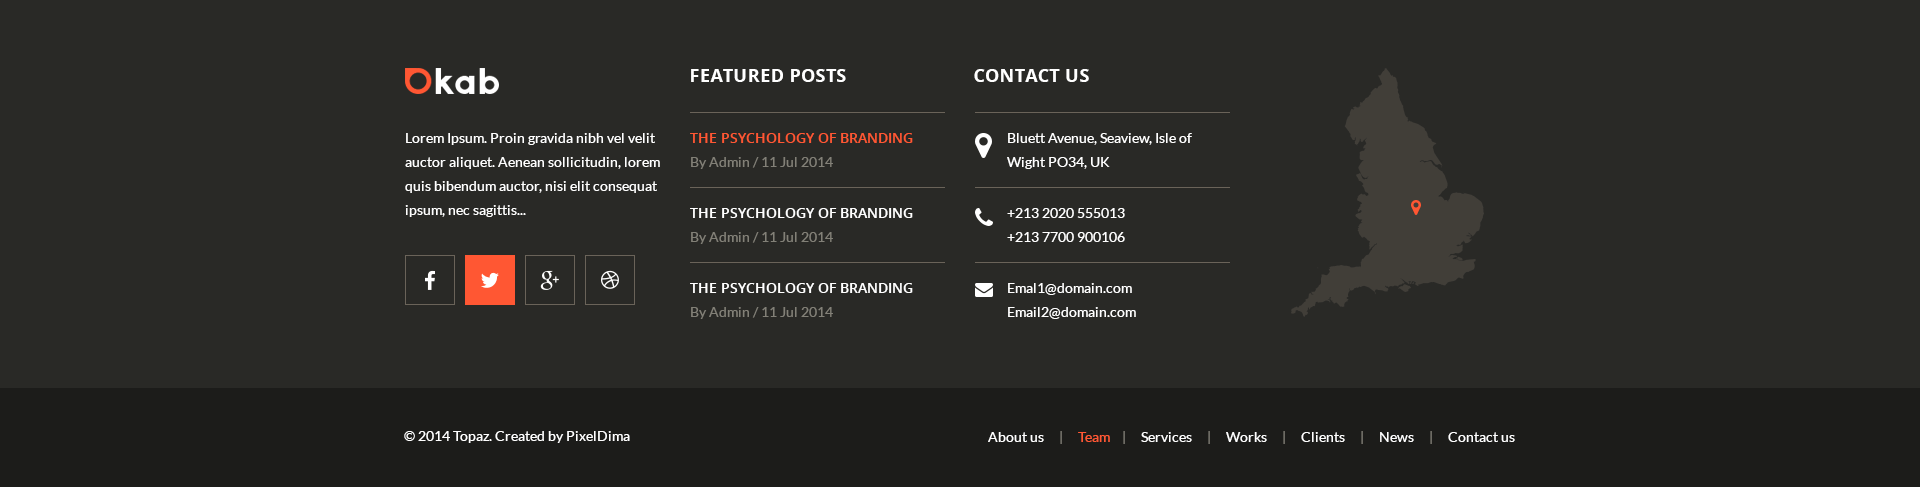 Okab
Lorem Ipsum. Proin gravida nibh vel velit
auctor aliquet. Aenean sollicitudin, lorem
quis bibendum auctor, nisi elit consequat
ipsum, nec sagittis...
FEATURED POSTS
THE PSYCHOLOGY OF BRANDING
By Admin / 11 Jul 2014
THE PSYCHOLOGY OF BRANDING
By Admin / 11 Jul 2014
THE PSYCHOLOGY OF BRANDING
By Admin / 11 Jul 2014
CONTACT US
Bluett Avenue, Seaview, Isle of
Wight PO34, UK
+213 2020 555013
+213 7700 900106
Emal1@domain.com
Email2@domain.com
© 2014 Topaz. Created by PixelDima
About us | Team | Services | Works | Clients | News | Contact us